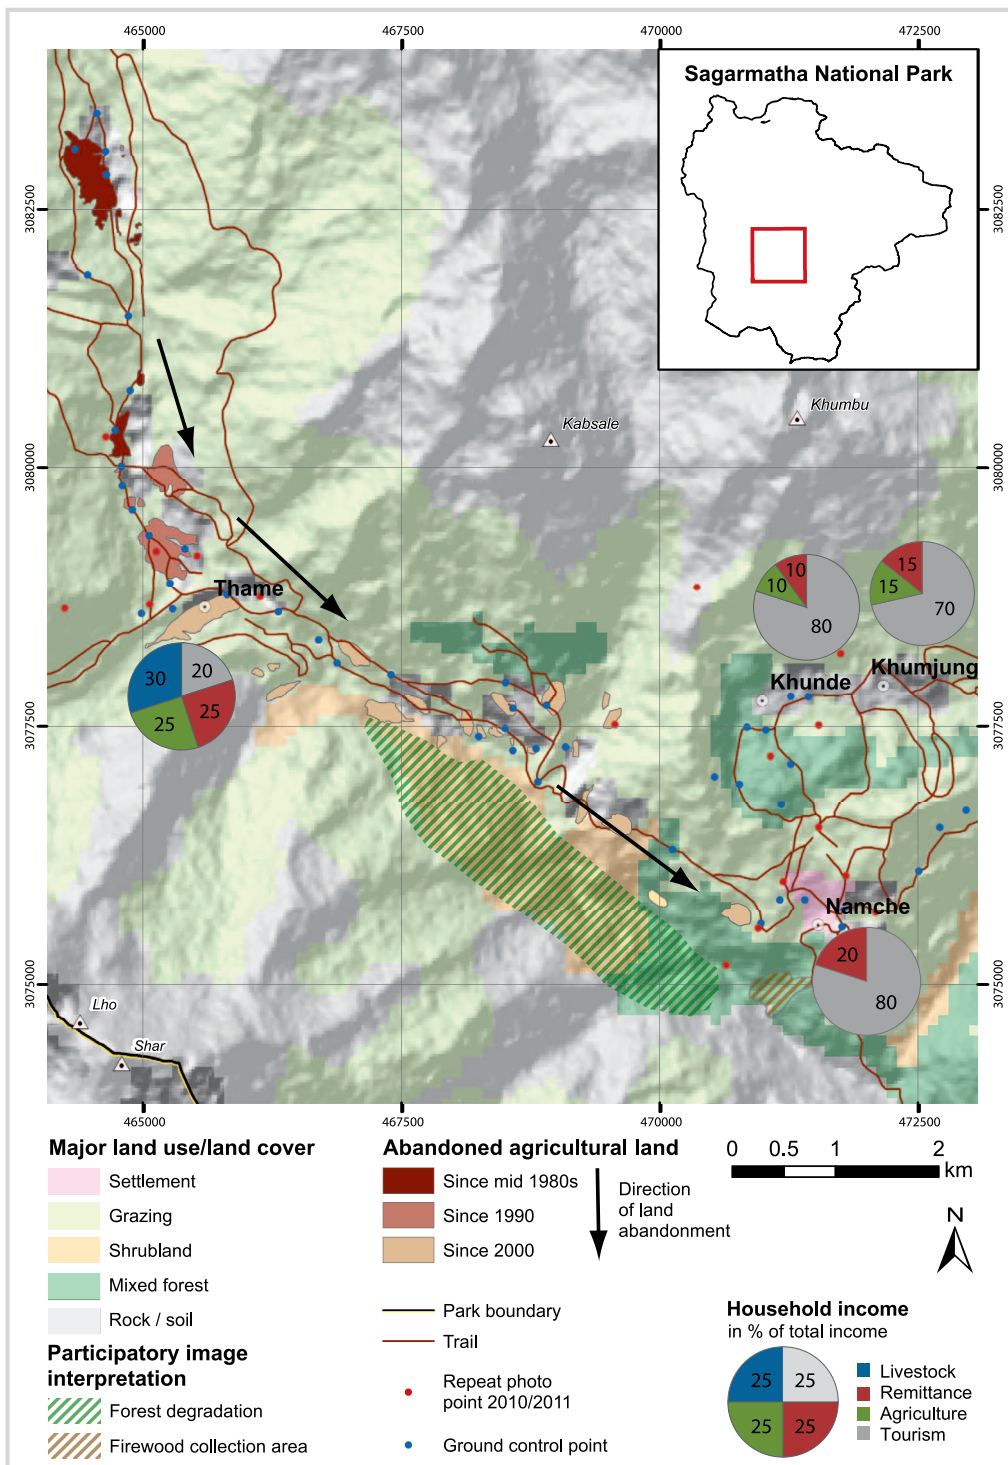 465000
467500
470000
472500
Sagarmatha National Park
3082500
3082500
Khumbu
Kabsale
3080000
3080000
10
10
80
15
15
70
Thame
30
20
25
25
Khunde
Khumjung
3077500
3077500
Namche
20
80
3075000
3075000
Lho
Shar
465000
467500
470000
472500
Major land use/land cover
Settlement
Grazing
Shrubland
Mixed forest
Rock / soil
Participatory image
interpretation
Forest degradation
Firewood collection area
Abandoned agricultural land
Since mid 1980s
Since 1990
Since 2000
Direction
of land
abandonment
Park boundary
Trail
Repeat photo
point 2010/2011
Ground control point
0 0.5 1 2
km
N
Household income
in % of total income
25
25
25
25
Livestock
Remittance
Agriculture
Tourism